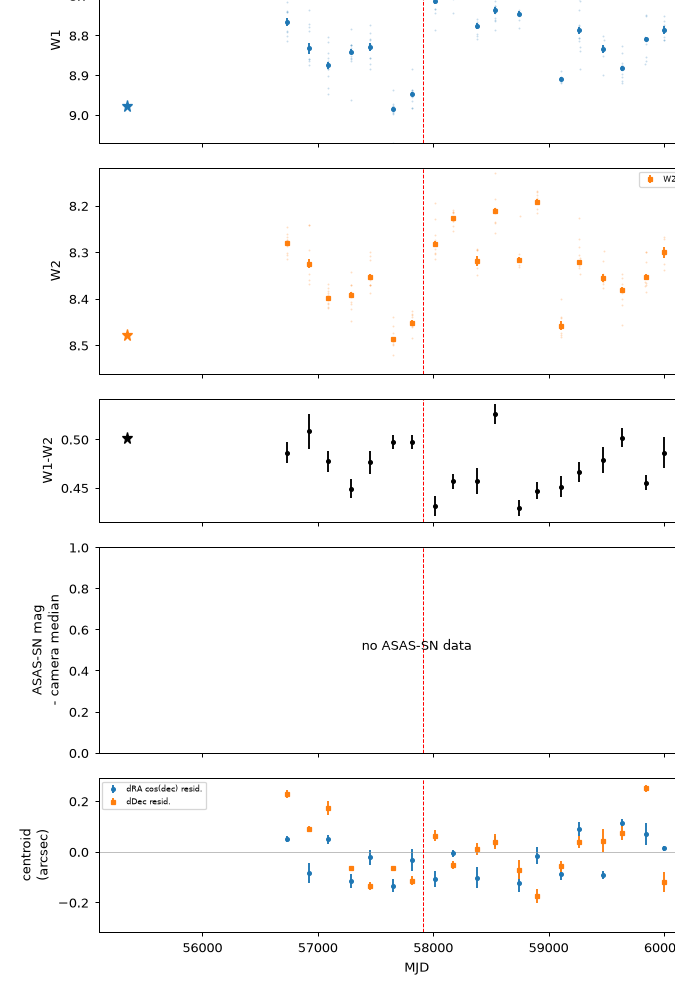 W1
8.8
8.9
9.0
W2
W2
8.2
8.3
8.4
8.5
W1-W2
0.50
0.45
ASAS-SN mag
- camera median
1.0
0.8
0.6
0.4
0.2
0.0
no ASAS-SN data
centroid
(arcsec)
0.2
0.0
−0.2
dRA cos(dec) resid.
dDec resid.
56000
57000
58000
59000
6000
MJD